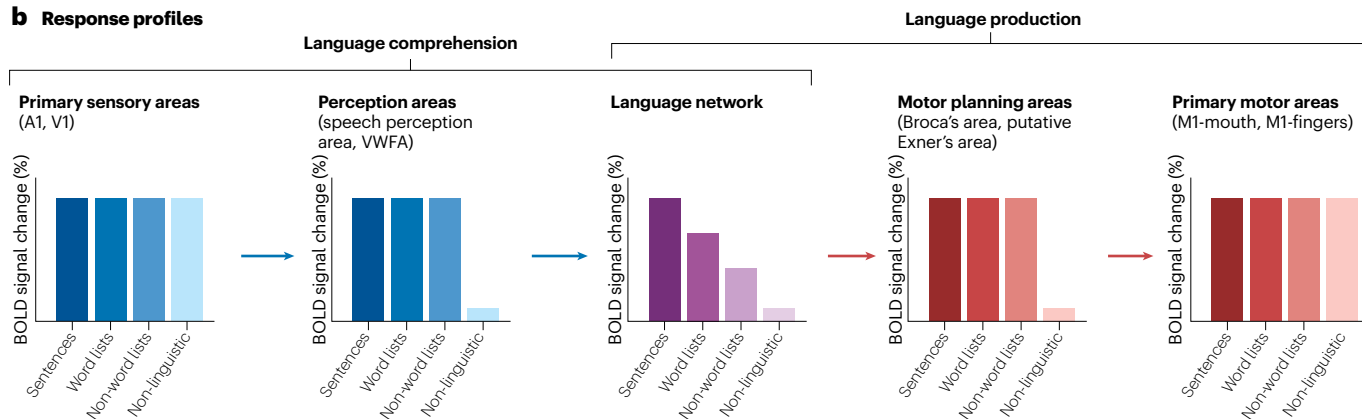 b Response profiles
Language production
Language comprehension
Primary sensory areas
(A1, V1)
Perception areas
(speech perception
area, VWFA)
Language network
Motor planning areas
(Broca's area, putative
Exner's area)
Primary motor areas
(M1-mouth, M1-fingers)
BOLD signal change (%)
Sentences
Word lists
Non-word lists
Non-linguistic
BOLD signal change (%)
Sentences
Word lists
Non-word lists
Non-linguistic
BOLD signal change (%)
Sentences
Word lists
Non-word lists
Non-linguistic
BOLD signal change (%)
Sentences
Word lists
Non-word lists
Non-linguistic
BOLD signal change (%)
Sentences
Word lists
Non-word lists
Non-linguistic